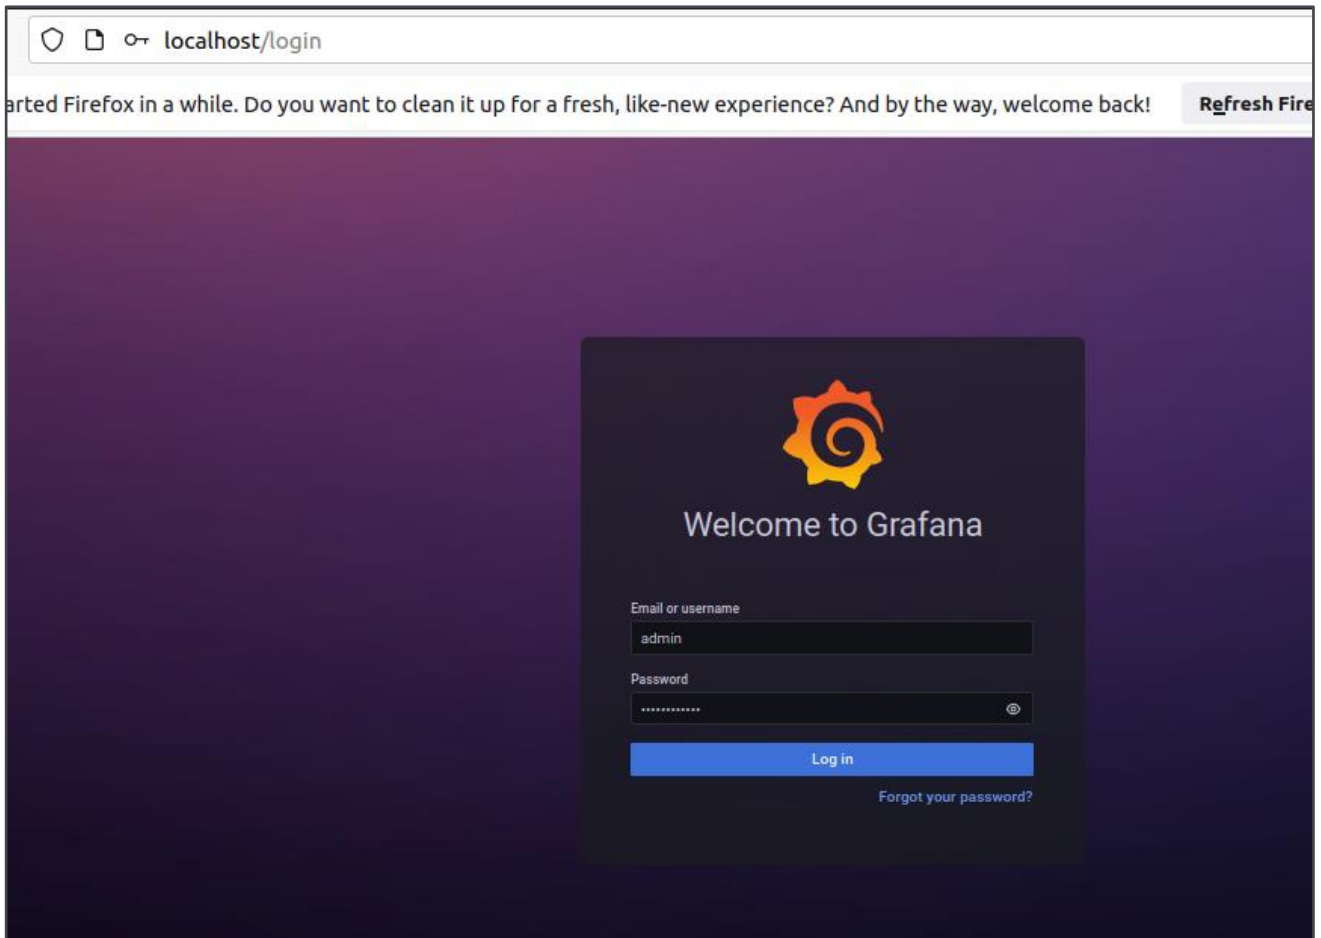 localhost/login
arted Firefox in a while. Do you want to clean it up for a fresh, like-new experience? And by the way, welcome back!
Refresh Fire
Welcome to Grafana
Email or username
admin
Password
••••••••••••
Log in
Forgot your password?